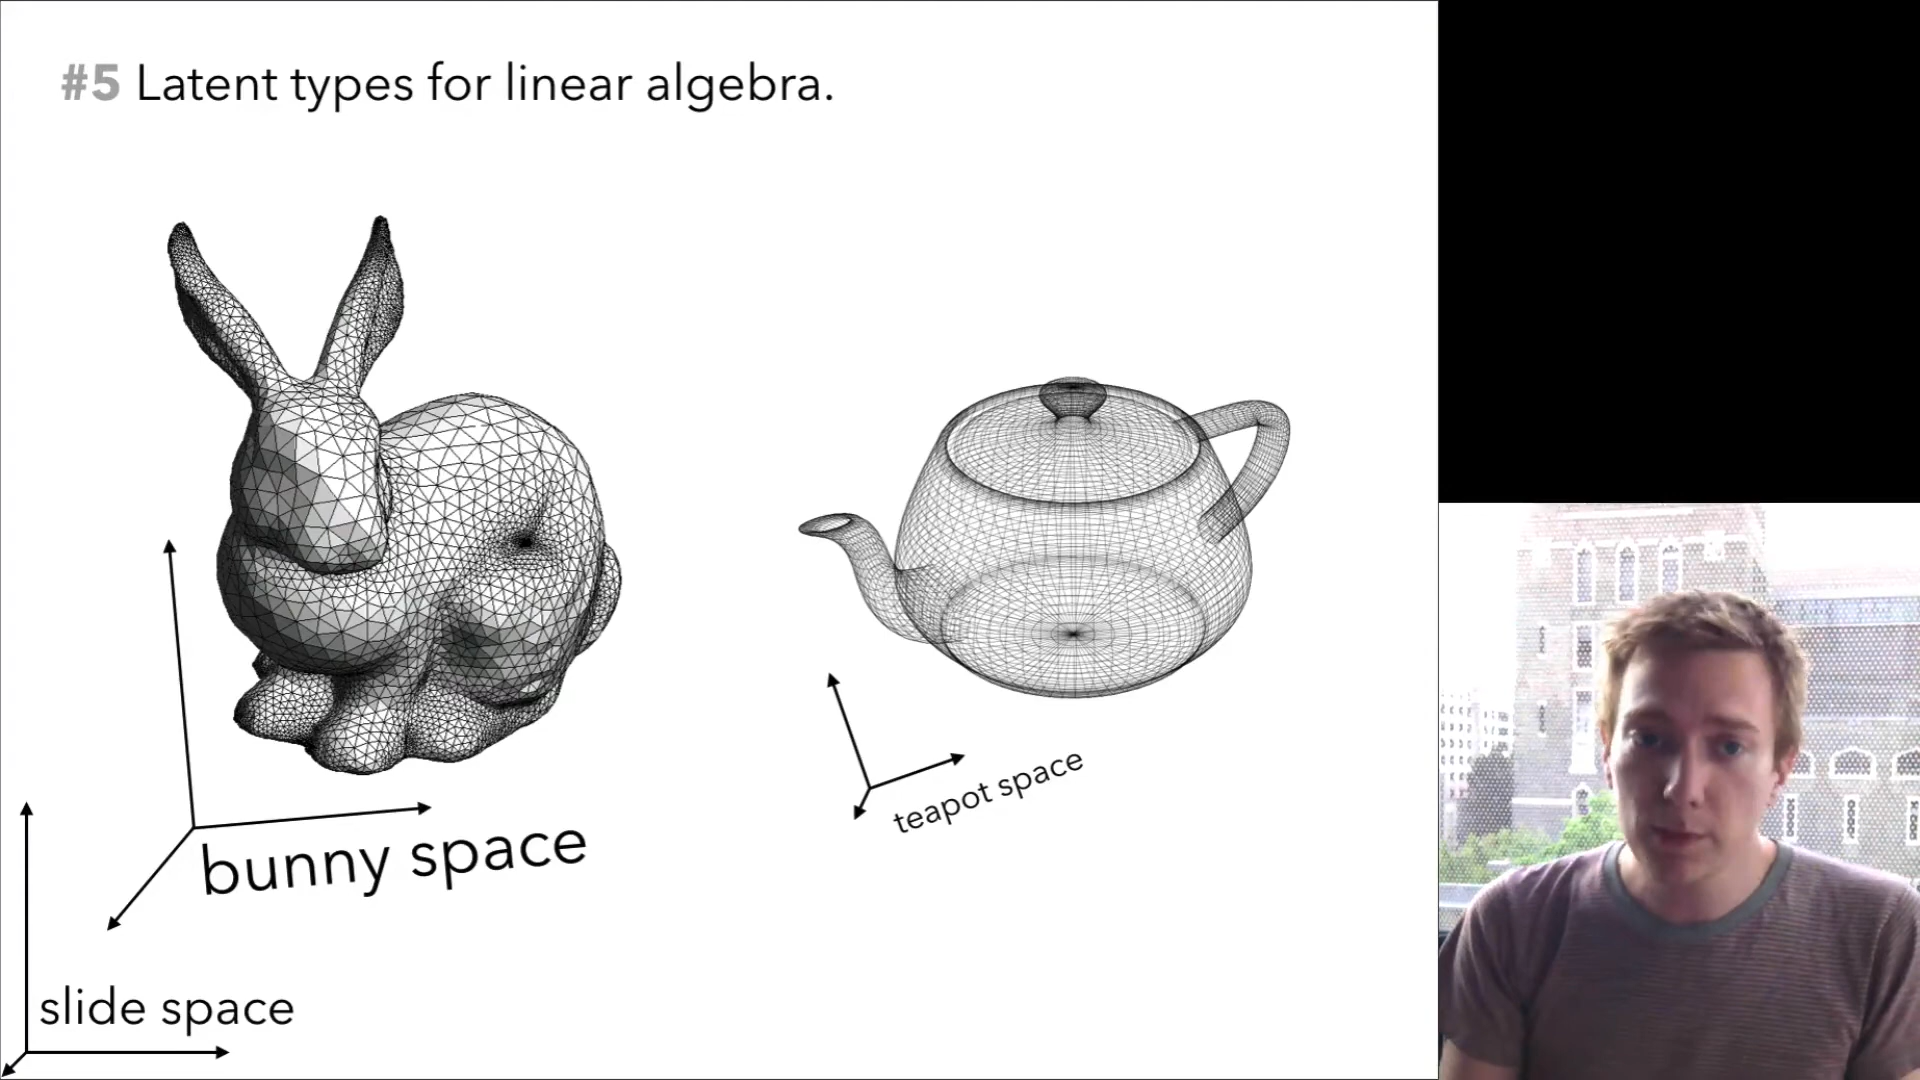 #5 Latent types for linear algebra.
teapot space
bunny space
slide space